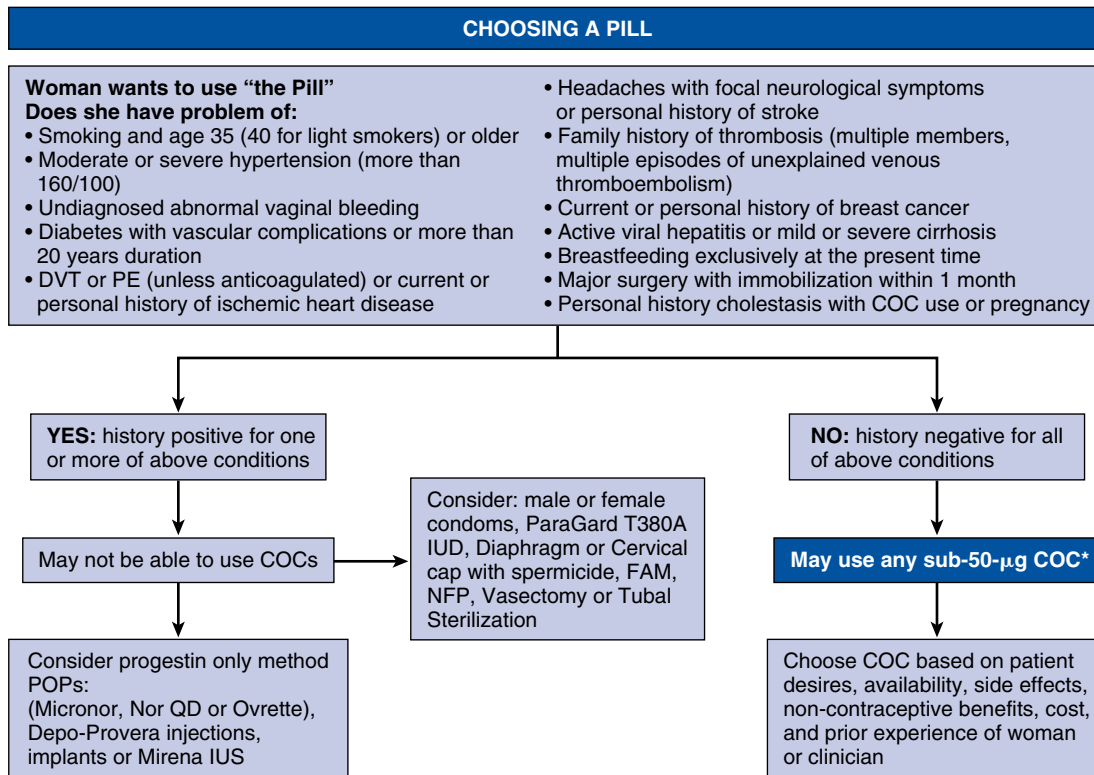 CHOOSING A PILL
Woman wants to use “the Pill”
Does she have problem of:
• Smoking and age 35 (40 for light smokers) or older
• Moderate or severe hypertension (more than
160/100)
• Undiagnosed abnormal vaginal bleeding
• Diabetes with vascular complications or more than
20 years duration
• DVT or PE (unless anticoagulated) or current or
personal history of ischemic heart disease
• Headaches with focal neurological symptoms
or personal history of stroke
• Family history of thrombosis (multiple members,
multiple episodes of unexplained venous
thromboembolism)
• Current or personal history of breast cancer
• Active viral hepatitis or mild or severe cirrhosis
• Breastfeeding exclusively at the present time
• Major surgery with immobilization within 1 month
• Personal history cholestasis with COC use or pregnancy
YES: history positive for one
or more of above conditions
NO: history negative for all
of above conditions
May not be able to use COCs
Consider: male or female
condoms, ParaGard T380A
IUD, Diaphragm or Cervical
cap with spermicide, FAM,
NFP, Vasectomy or Tubal
Sterilization
May use any sub-50-μg COC*
Consider progestin only method
POPs:
(Micronor, Nor QD or Ovrette),
Depo-Provera injections,
implants or Mirena IUS
Choose COC based on patient
desires, availability, side effects,
non-contraceptive benefits, cost,
and prior experience of woman
or clinician